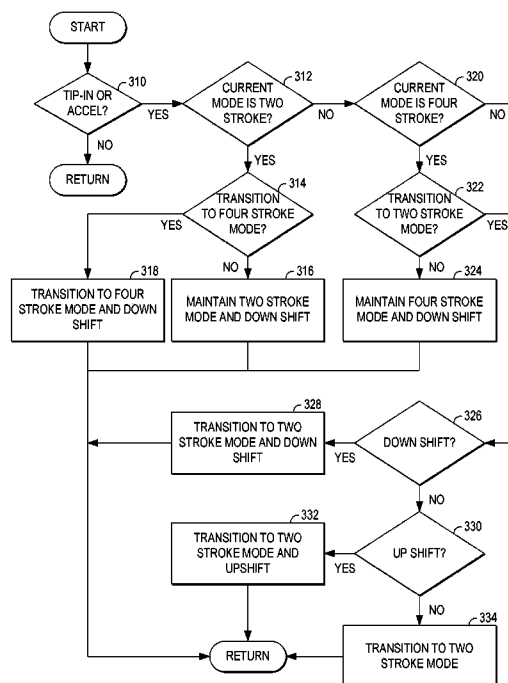 START
310
TIP-IN OR
ACCEL?
YES
NO
RETURN
312
CURRENT
MODE IS TWO
STROKE?
NO
YES
320
CURRENT
MODE IS FOUR
STROKE?
NO
YES
314
TRANSITION
TO FOUR STROKE
MODE?
YES
NO
322
TRANSITION
TO TWO STROKE
MODE?
YES
NO
318
TRANSITION TO FOUR
STROKE MODE AND DOWN
SHIFT
316
MAINTAIN TWO STROKE
MODE AND DOWN SHIFT
324
MAINTAIN FOUR STROKE
MODE AND DOWN SHIFT
328
TRANSITION TO TWO
STROKE MODE AND DOWN
SHIFT
326
DOWN SHIFT?
YES
NO
332
TRANSITION TO TWO
STROKE MODE AND
UPSHIFT
330
UP SHIFT?
YES
NO
334
TRANSITION TO TWO
STROKE MODE
RETURN